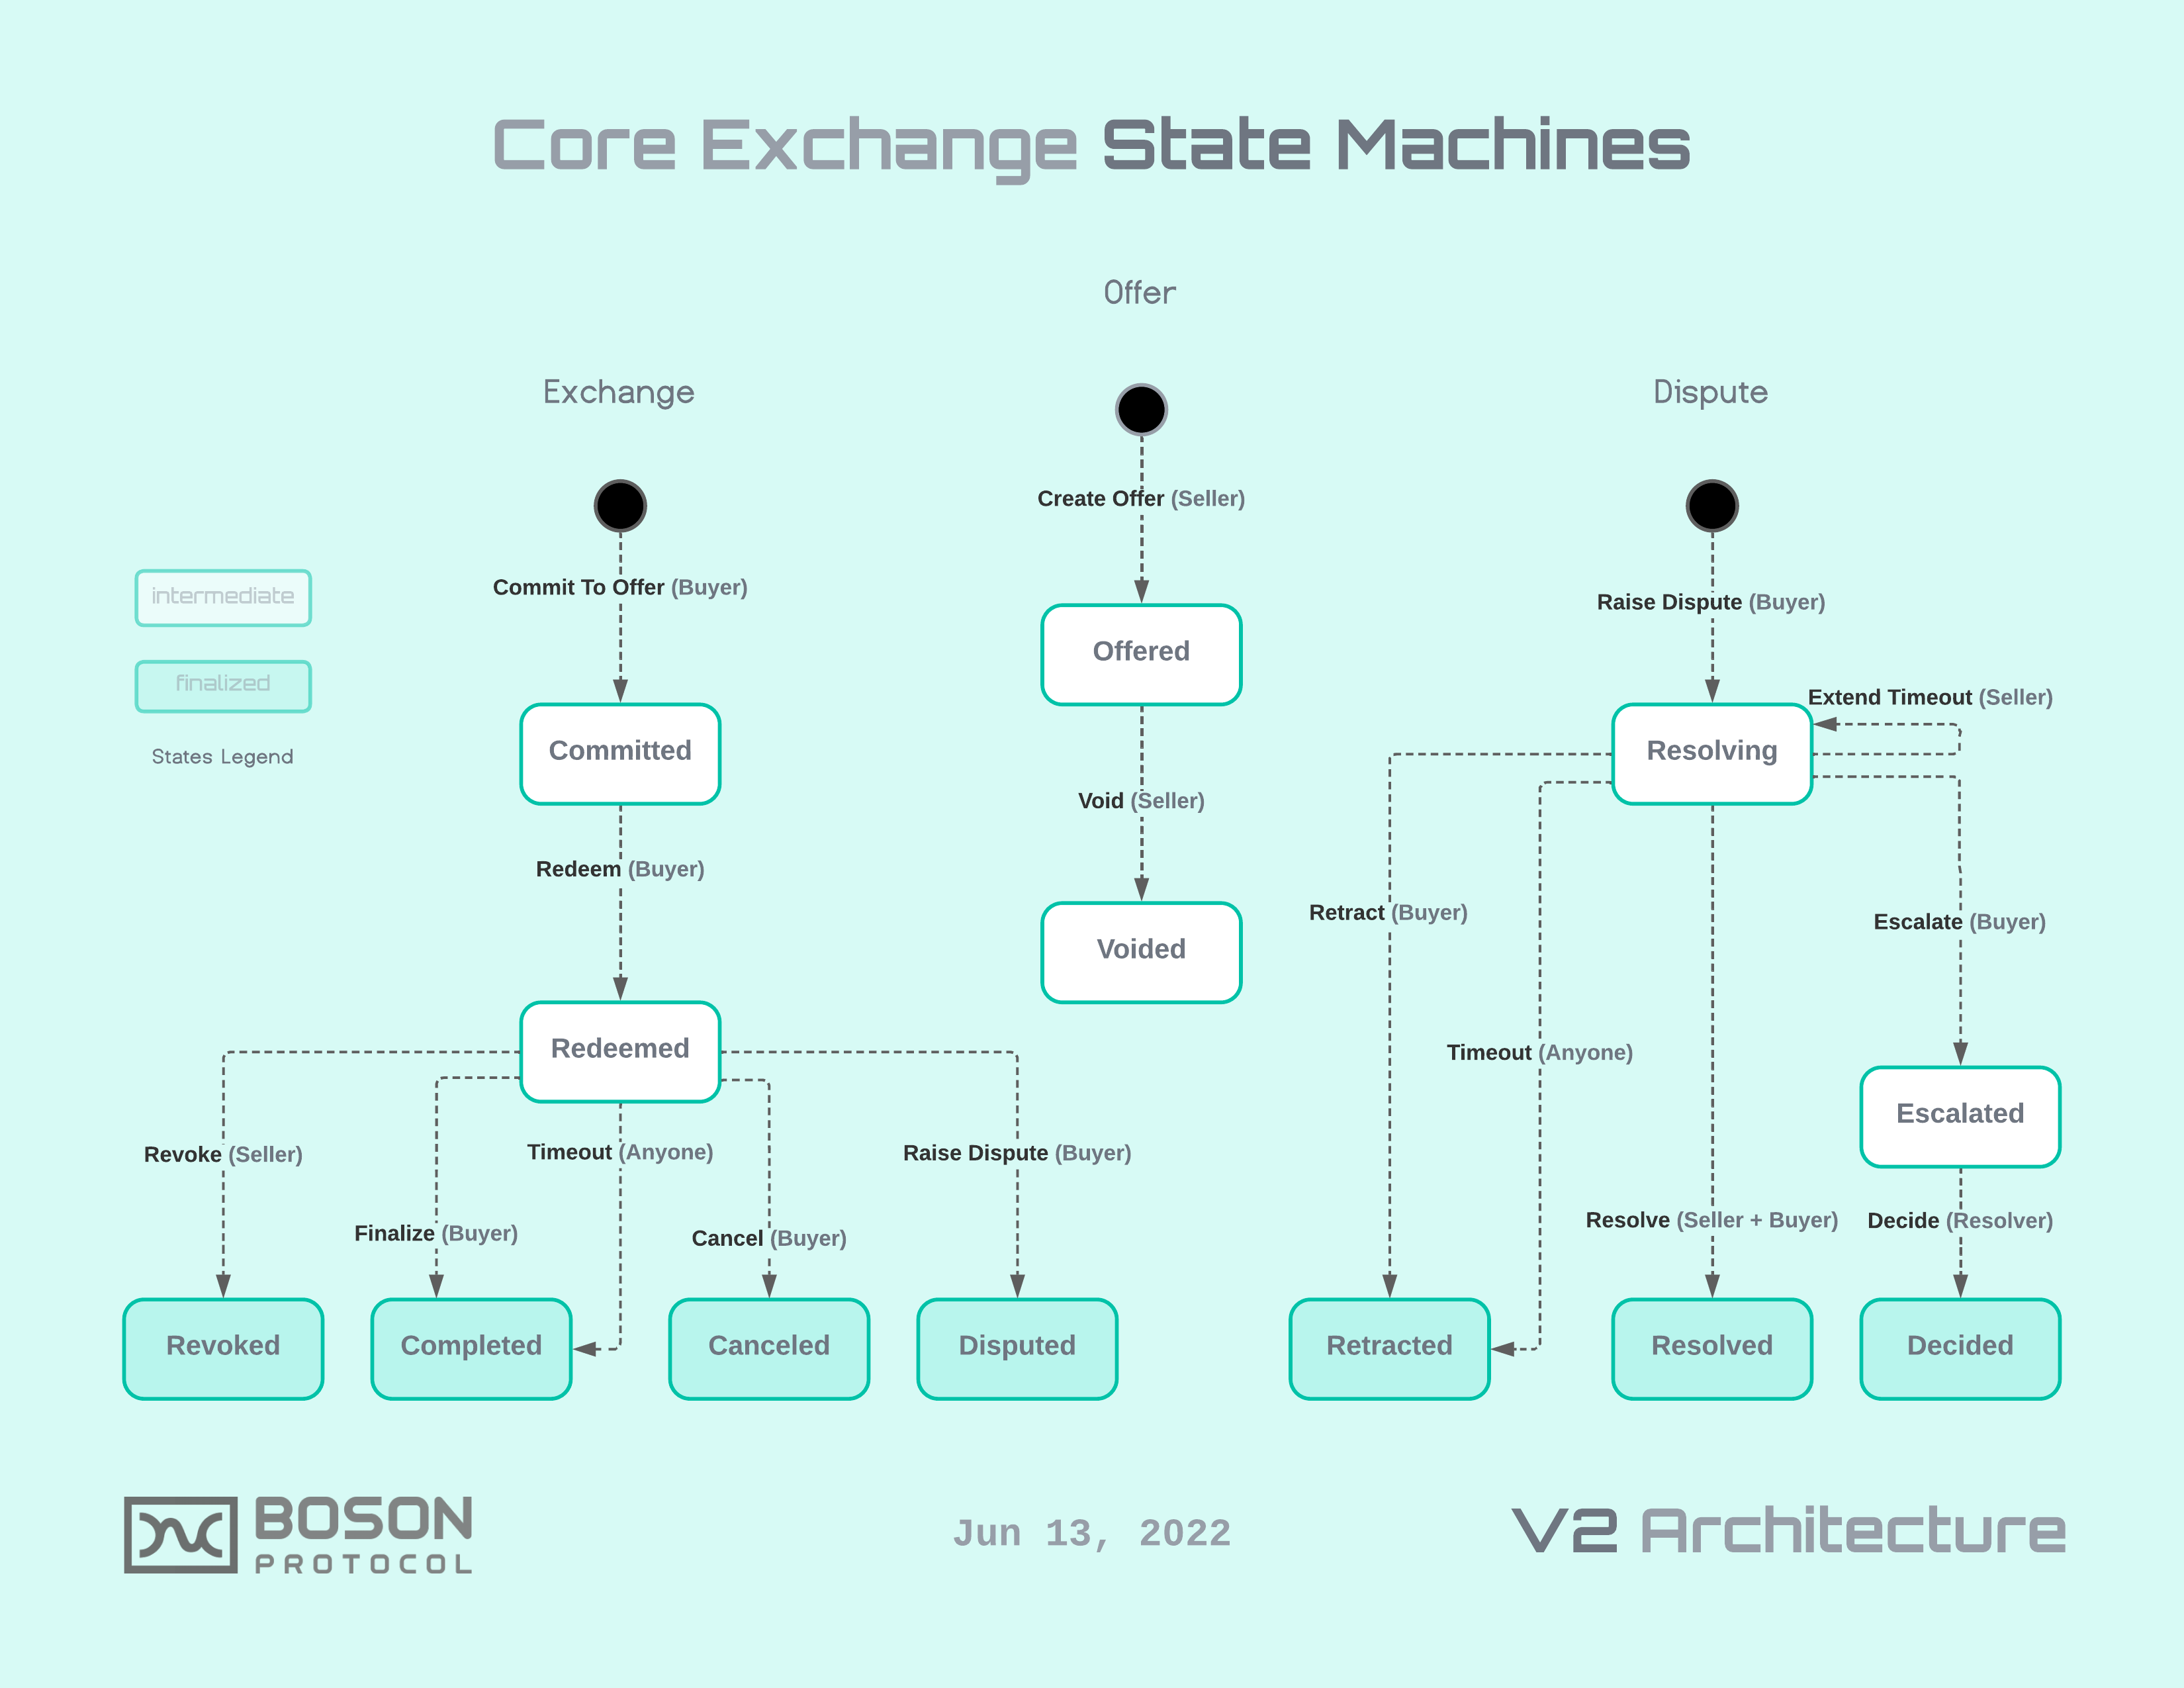 Core Exchange State Machines
Offer
Exchange
Dispute
Create Offer (Seller)
Commit To Offer (Buyer)
Raise Dispute (Buyer)
intermediate
finalized
States Legend
Offered
Extend Timeout (Seller)
Committed
Resolving
Void (Seller)
Redeem (Buyer)
Retract (Buyer)
Escalate (Buyer)
Voided
Redeemed
Timeout (Anyone)
Escalated
Revoke (Seller)
Timeout (Anyone)
Raise Dispute (Buyer)
Finalize (Buyer)
Cancel (Buyer)
Resolve (Seller + Buyer)
Decide (Resolver)
Revoked
Completed
Canceled
Disputed
Retracted
Resolved
Decided
BOSON
PROTOCOL
Jun 13, 2022
V2 Architecture